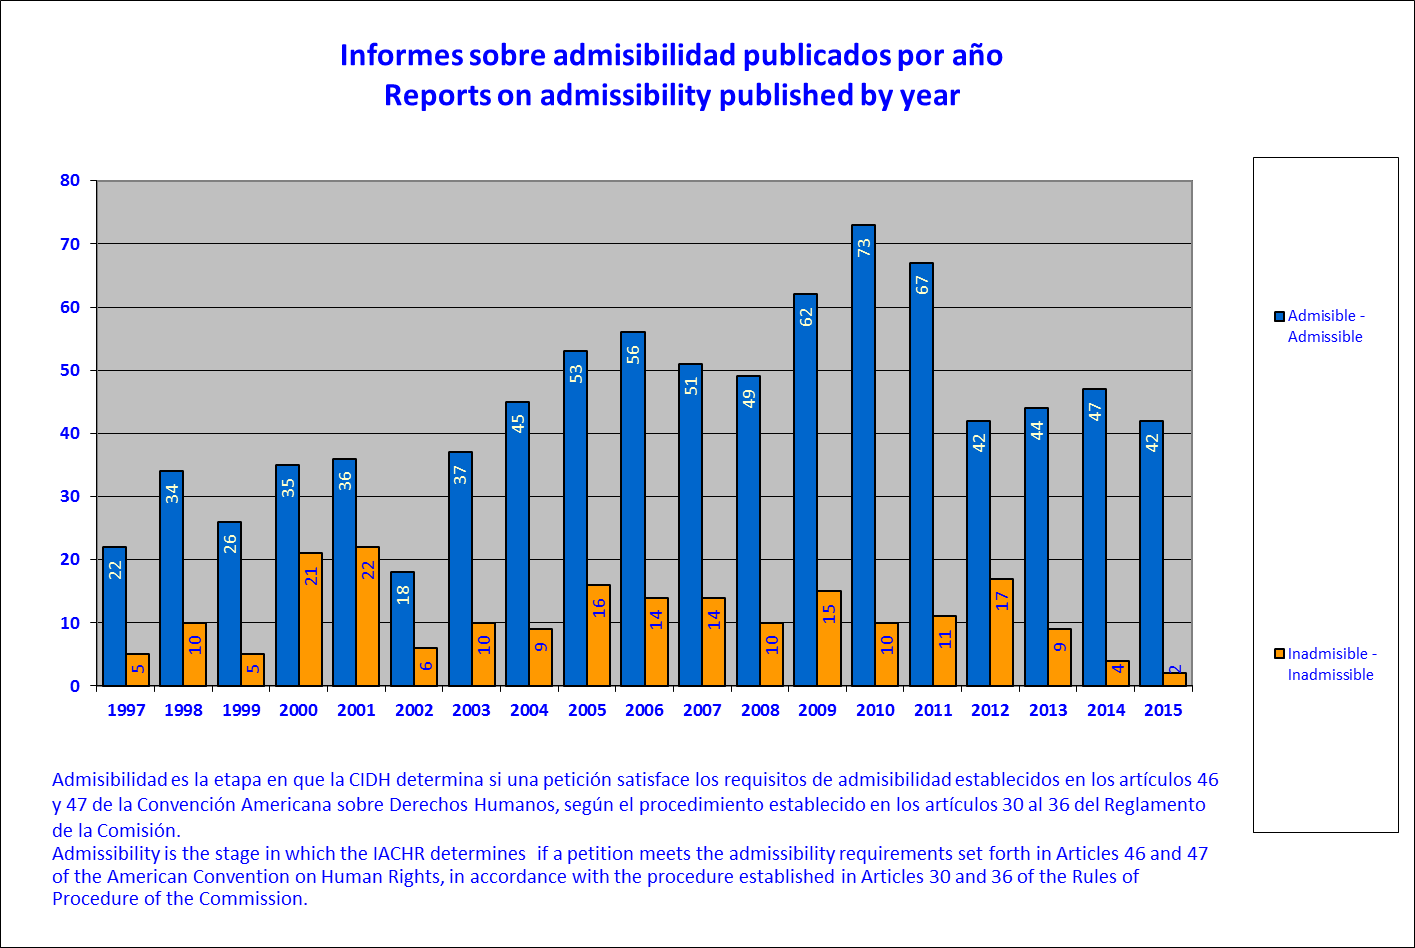 Informes sobre admisibilidad publicados por año
Reports on admissibility published by year
80
70
60
50
40
30
20
10
0
22 5 34 10 26 5 35 21 36 22 18 6 37 10 45 9 53 16 56 14 51 14 49 10 62 15 73 10 67 11 42 17 44 9 47 4 42 2
1997 1998 1999 2000 2001 2002 2003 2004 2005 2006 2007 2008 2009 2010 2011 2012 2013 2014 2015
Admisible -
Admissible
Inadmisible -
Inadmissible
Admisibilidad es la etapa en que la CIDH determina si una petición satisface los requisitos de admisibilidad establecidos en los artículos 46
y 47 de la Convención Americana sobre Derechos Humanos, según el procedimiento establecido en los artículos 30 al 36 del Reglamento
de la Comisión.
Admissibility is the stage in which the IACHR determines if a petition meets the admissibility requirements set forth in Articles 46 and 47
of the American Convention on Human Rights, in accordance with the procedure established in Articles 30 and 36 of the Rules of
Procedure of the Commission.